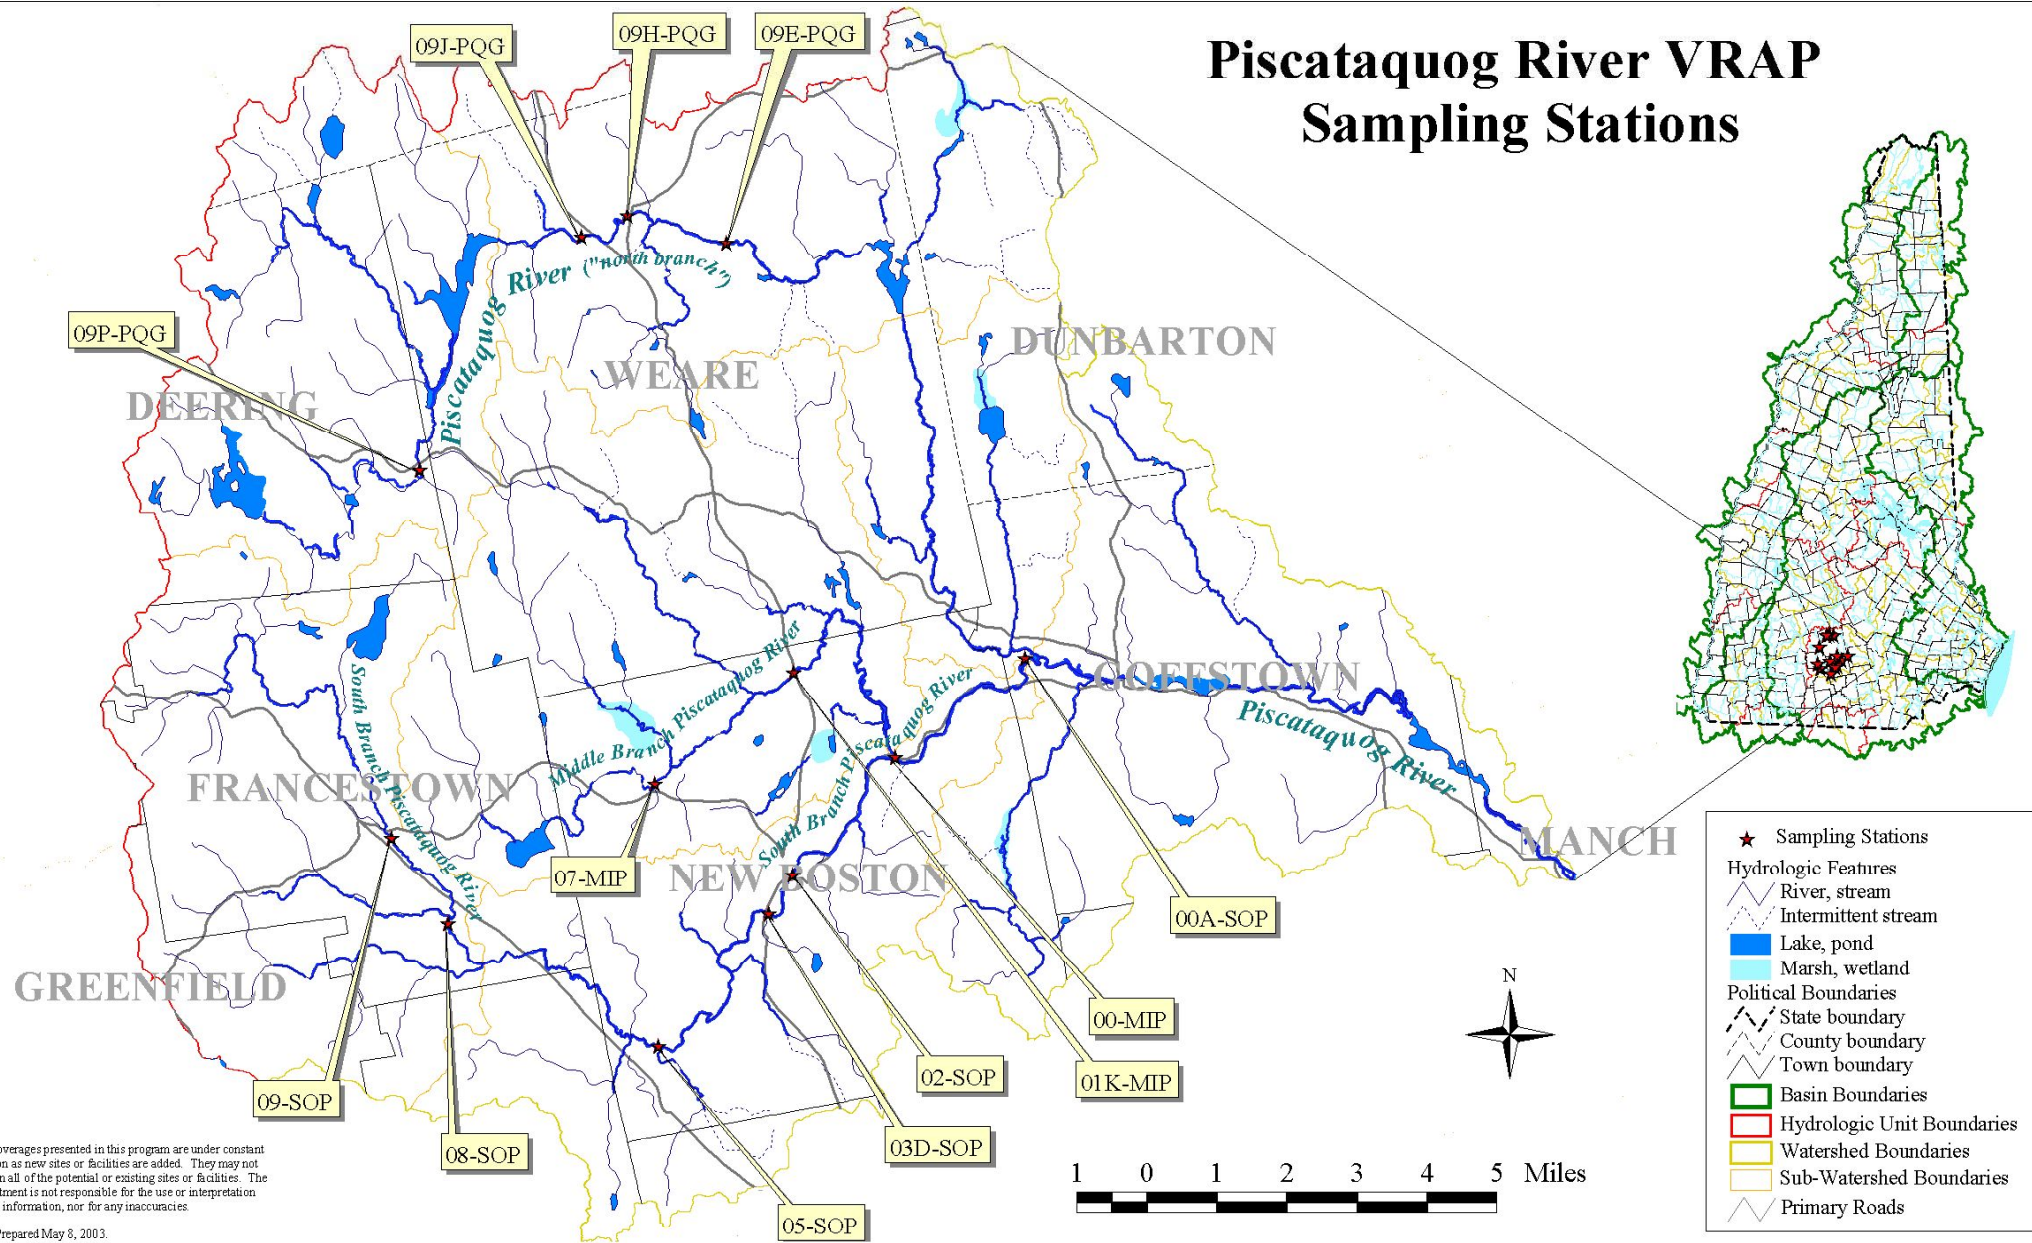 Piscataquog River VRAP
Sampling Stations
09J-PQG
09H-PQG
09E-PQG
09P-PQG
Piscataquog River ("north branch")
DUNBARTON
WEARE
DEERING
GOFFSTOWN
Piscataquog River
South Branch Piscataquog River
Middle Branch Piscataquog River
South Branch Piscataquog River
FRANCESTOWN
MANCH
07-MIP
NEW BOSTON
00A-SOP
GREENFIELD
00-MIP
02-SOP
01K-MIP
09-SOP
03D-SOP
08-SOP
05-SOP
N
1 0 1 2 3 4 5 Miles
Sampling Stations
Hydrologic Features
River, stream
Intermittent stream
Lake, pond
Marsh, wetland
Political Boundaries
State boundary
County boundary
Town boundary
Basin Boundaries
Hydrologic Unit Boundaries
Watershed Boundaries
Sub-Watershed Boundaries
Primary Roads
overages presented in this program are under constant
on as new sites or facilities are added. They may not
n all of the potential or existing sites or facilities. The
tment is not responsible for the use or interpretation
information, nor for any inaccuracies.
Prepared May 8, 2003.